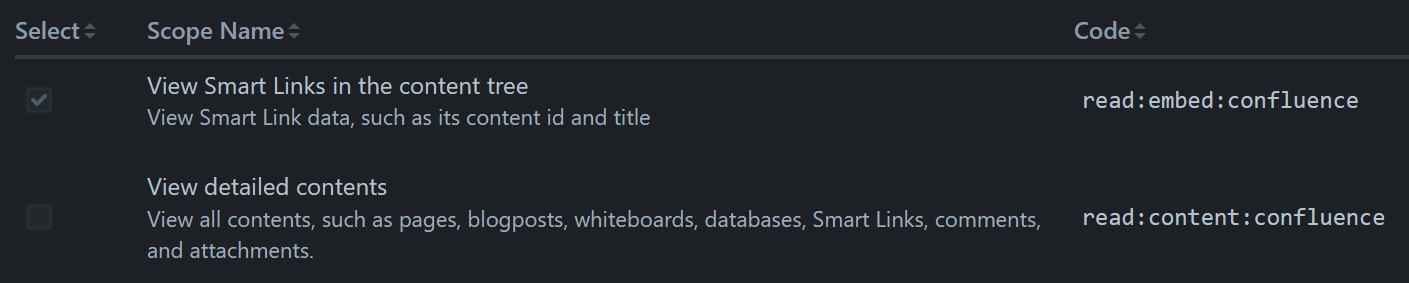 Select Scope Name Code
View Smart Links in the content tree
View Smart Link data, such as its content id and title
read:embed:confluence
View detailed contents
View all contents, such as pages, blogposts, whiteboards, databases, Smart Links, comments,
and attachments.
read:content:confluence